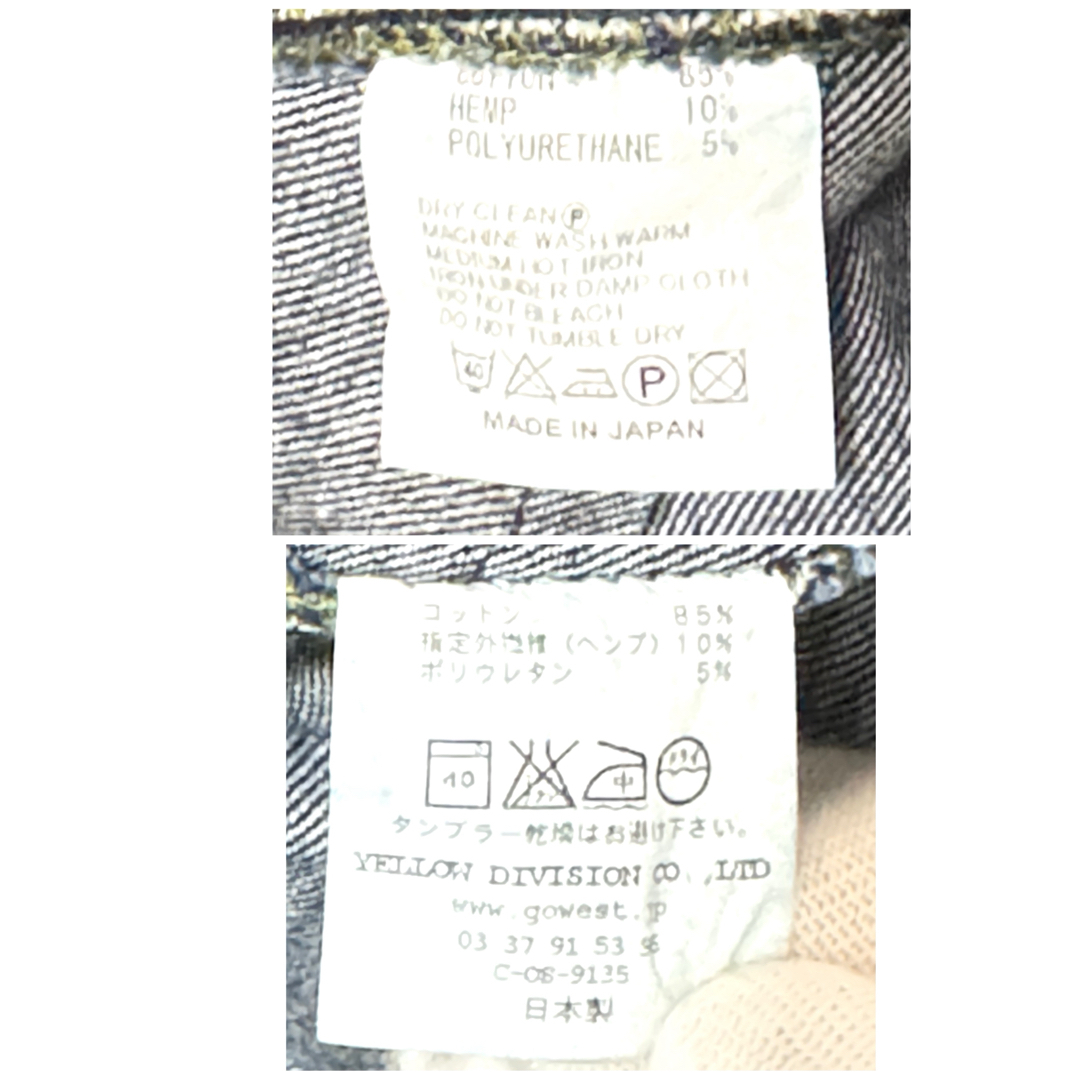 COTTON 85%
HEMP 10%
POLYURETHANE 5%
DRY CLEAN Ⓟ
MACHINE WASH WARM
MEDIUM HOT IRON
IRON UNDER DAMP CLOTH
DO NOT BLEACH
DO NOT TUMBLE DRY
40 P
MADE IN JAPAN
コットン 85%
指定外繊維（ヘンプ）10%
ポリウレタン 5%
40 中 ドライ
タンブラー乾燥はお避け下さい。
YELLOW DIVISION CO.,LTD
www.gowest.jp
03 37 91 53
C-08-9135
日本製